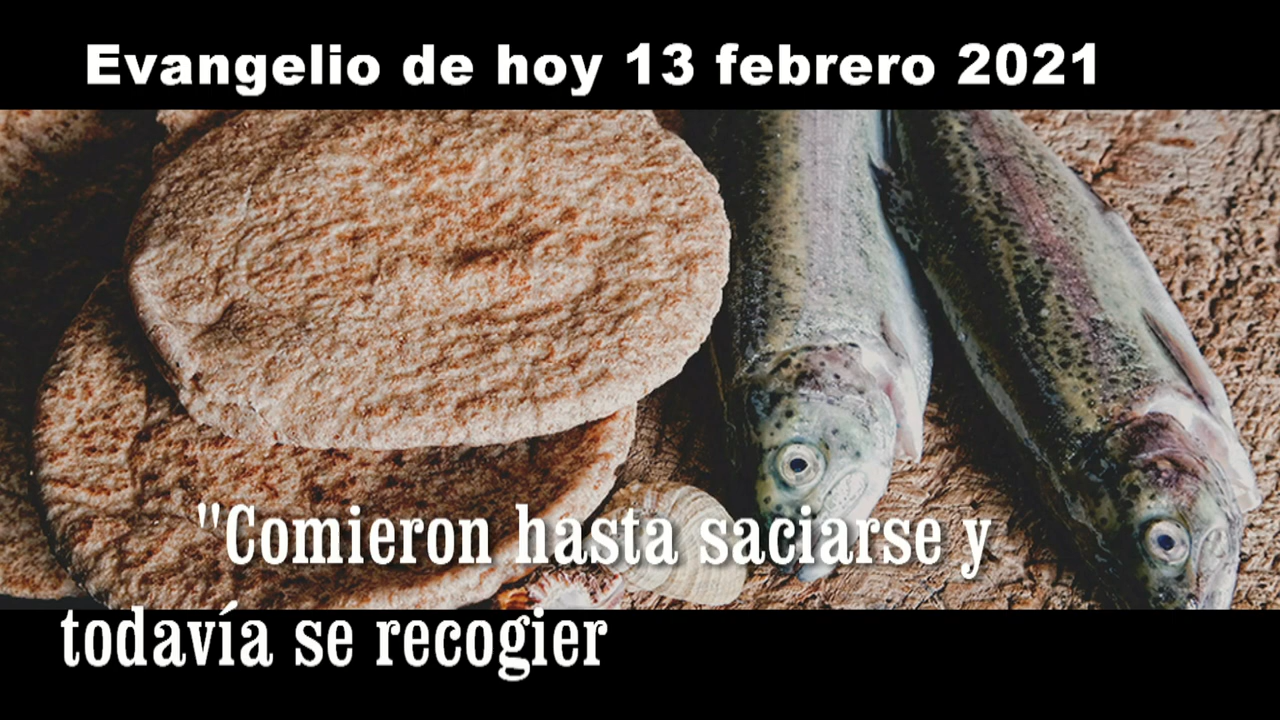 Evangelio de hoy 13 febrero 2021
"Comieron hasta saciarse y
todavía se recogier